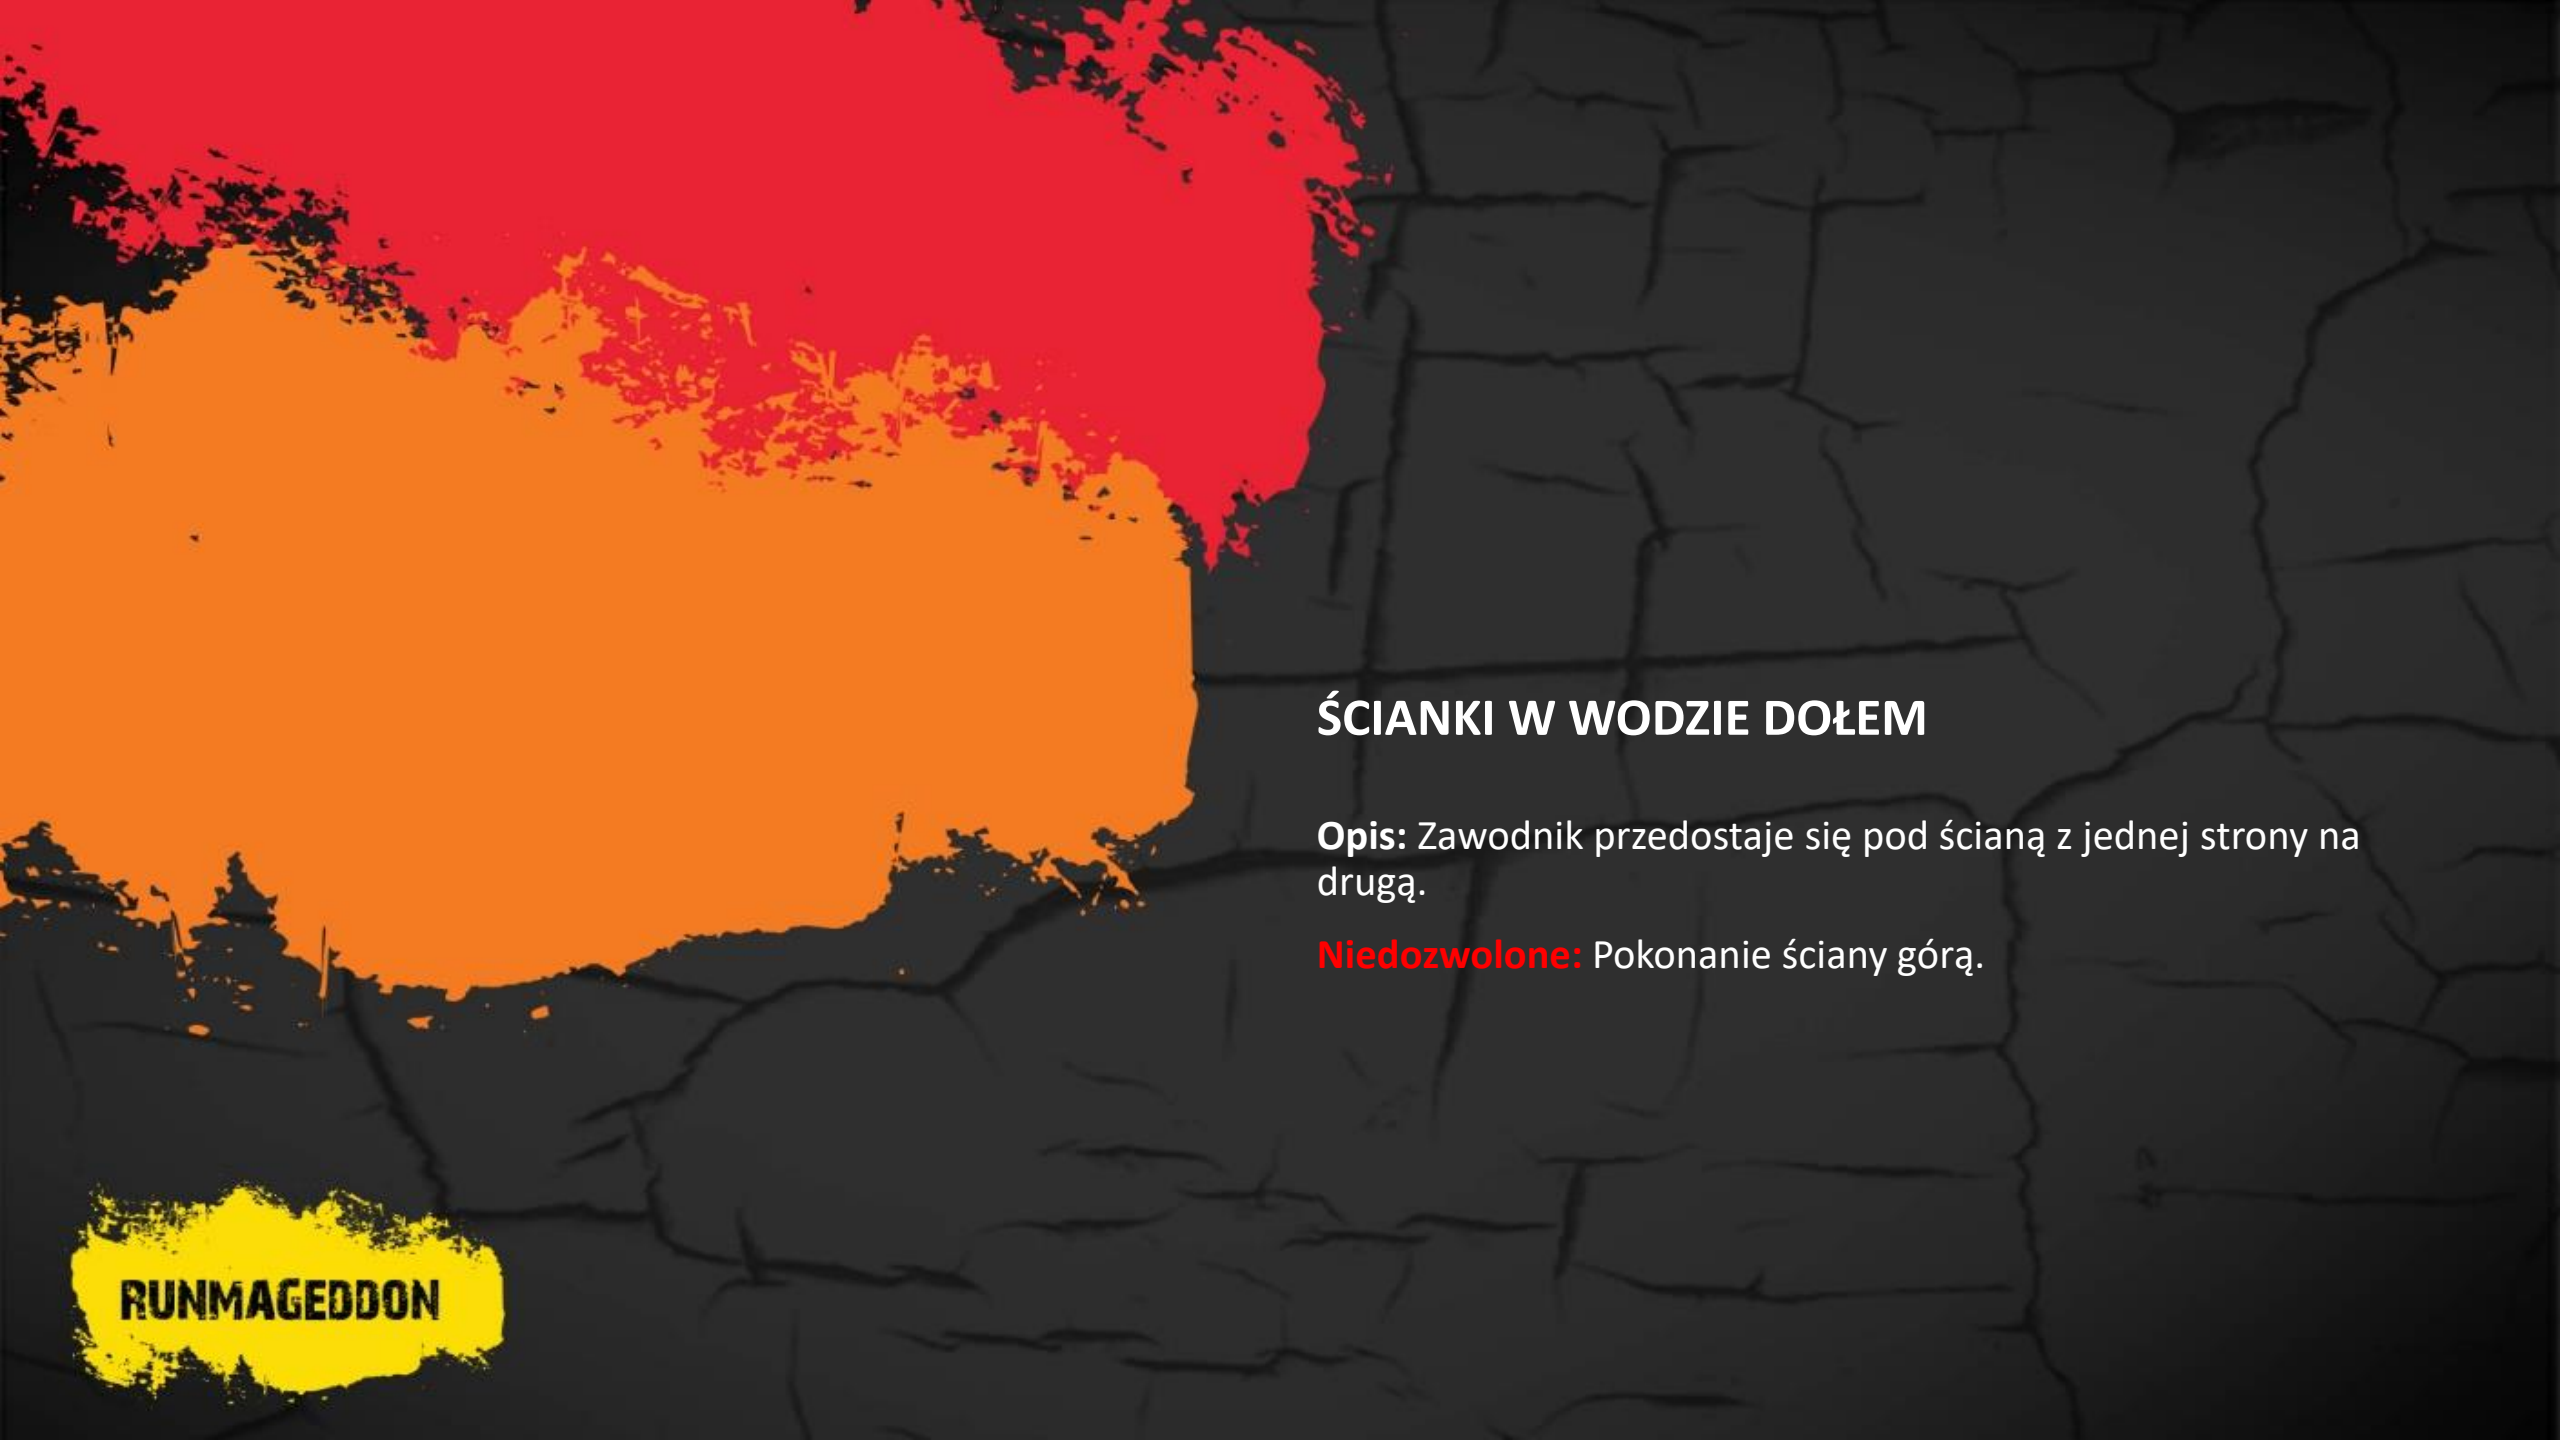 ŚCIANKI W WODZIE DOŁEM
Opis: Zawodnik przedostaje się pod ścianą z jednej strony na
drugą.
Niedozwolone: Pokonanie ściany górą.
RUNMAGEDDON